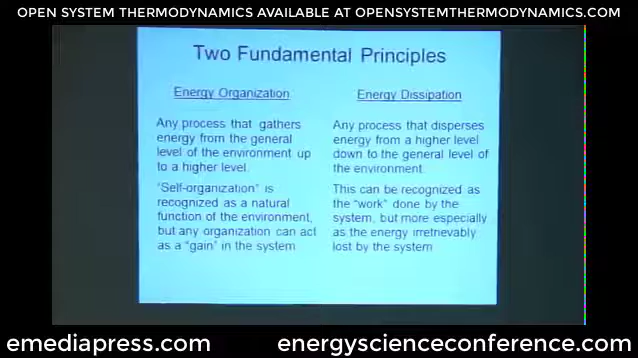 OPEN SYSTEM THERMODYNAMICS AVAILABLE AT OPENSYSTEMTHERMODYNAMICS.COM
Two Fundamental Principles
Energy Organization
Any process that gathers
energy from the general
level of the environment up
to a higher level.
"Self-organization" is
recognized as a natural
function of the environment,
but any organization can act
as a "gain" in the system
Energy Dissipation
Any process that disperses
energy from a higher level
down to the general level of
the environment.
This can be recognized as
the "work" done by the
system, but more especially
as the energy irretrievably
lost by the system
emediapress.com
energyscienceconference.com